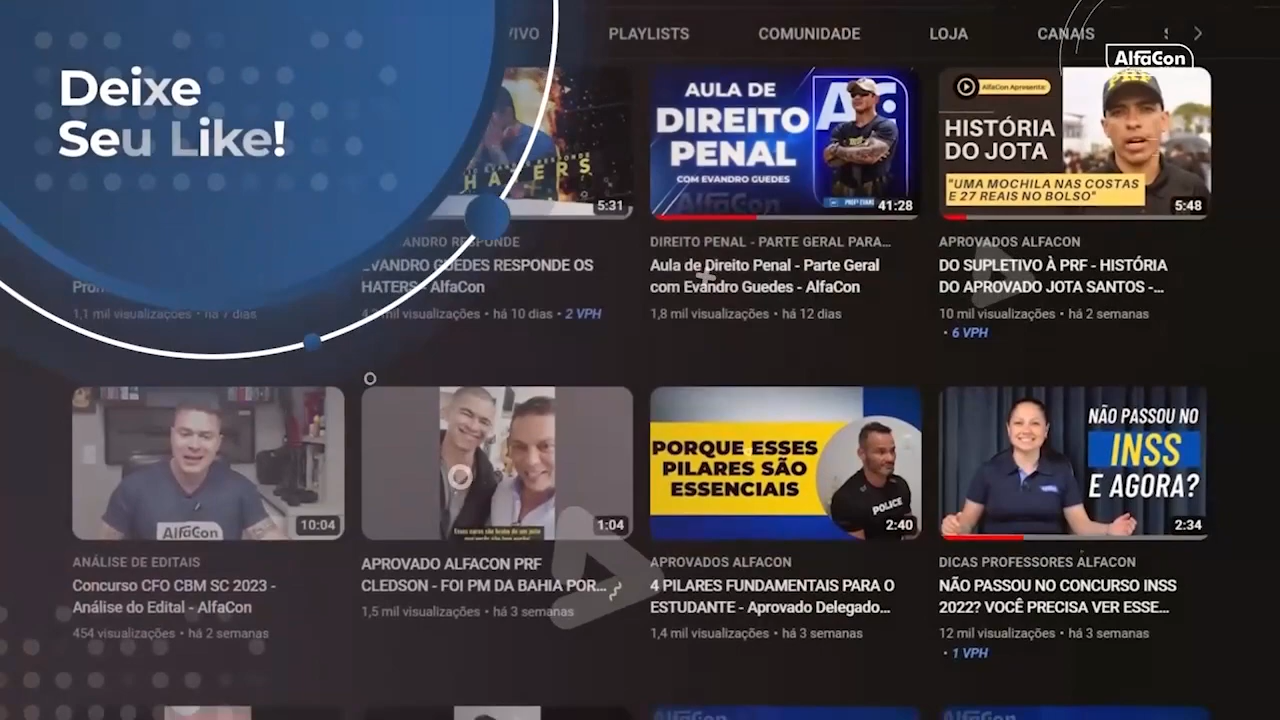 Deixe
Seu Like!
VIVO
PLAYLISTS
COMUNIDADE
LOJA
CANAIS
AlfaCon
HATERS
5:31
AULA DE
DIREITO
PENAL
COM EVANDRO GUEDES
41:28
AlfaCon Apresenta:
HISTÓRIA
DO JOTA
"UMA MOCHILA NAS COSTAS
E 27 REAIS NO BOLSO"
PRF
5:48
EVANDRO RESPONDE
EVANDRO GUEDES RESPONDE OS
HATERS - AlfaCon
mil visualizações • há 10 dias • 2 VPH
DIREITO PENAL - PARTE GERAL PARA...
Aula de Direito Penal - Parte Geral
com Evandro Guedes - AlfaCon
1,8 mil visualizações • há 12 dias
APROVADOS ALFACON
DO SUPLETIVO À PRF - HISTÓRIA
DO APROVADO JOTA SANTOS -...
10 mil visualizações • há 2 semanas
• 6 VPH
1,1 mil visualizações • há 7 dias
AlfaCon
10:04
1:04
PORQUE ESSES
PILARES SÃO
ESSENCIAIS
POLICE
2:40
NÃO PASSOU NO
INSS
E AGORA?
2:34
ANÁLISE DE EDITAIS
Concurso CFO CBM SC 2023 -
Análise do Edital - AlfaCon
454 visualizações • há 2 semanas
APROVADO ALFACON PRF
CLEDSON - FOI PM DA BAHIA POR...
1,5 mil visualizações • há 3 semanas
APROVADOS ALFACON
4 PILARES FUNDAMENTAIS PARA O
ESTUDANTE - Aprovado Delegado...
1,4 mil visualizações • há 3 semanas
DICAS PROFESSORES ALFACON
NÃO PASSOU NO CONCURSO INSS
2022? VOCÊ PRECISA VER ESSE...
12 mil visualizações • há 3 semanas
• 1 VPH